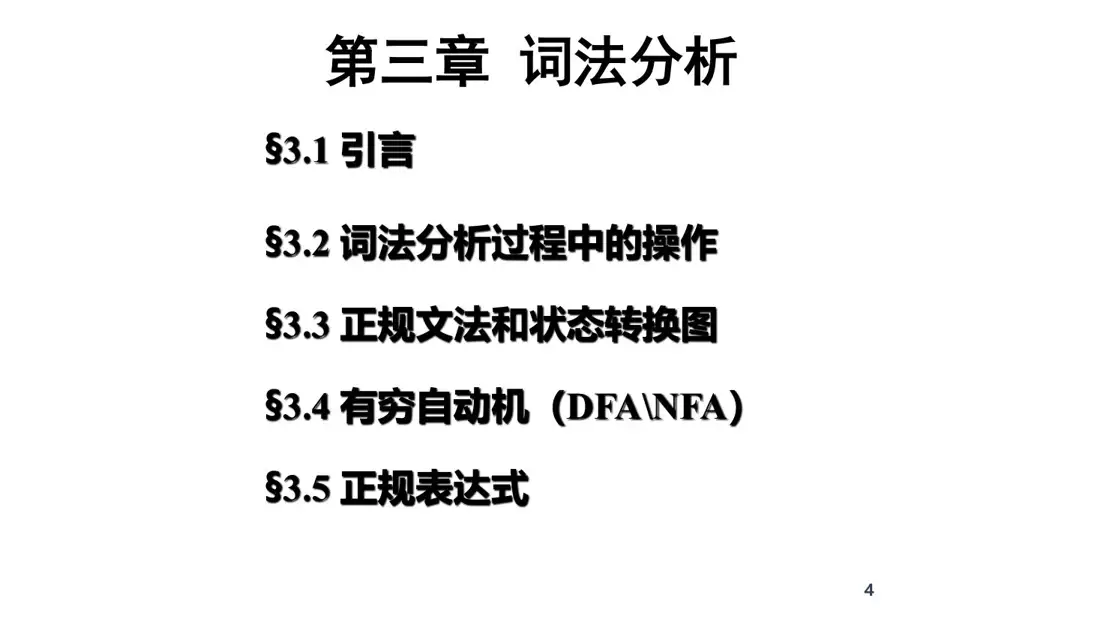 第三章 词法分析
§3.1 引言
§3.2 词法分析过程中的操作
§3.3 正规文法和状态转换图
§3.4 有穷自动机（DFA\NFA）
§3.5 正规表达式
4